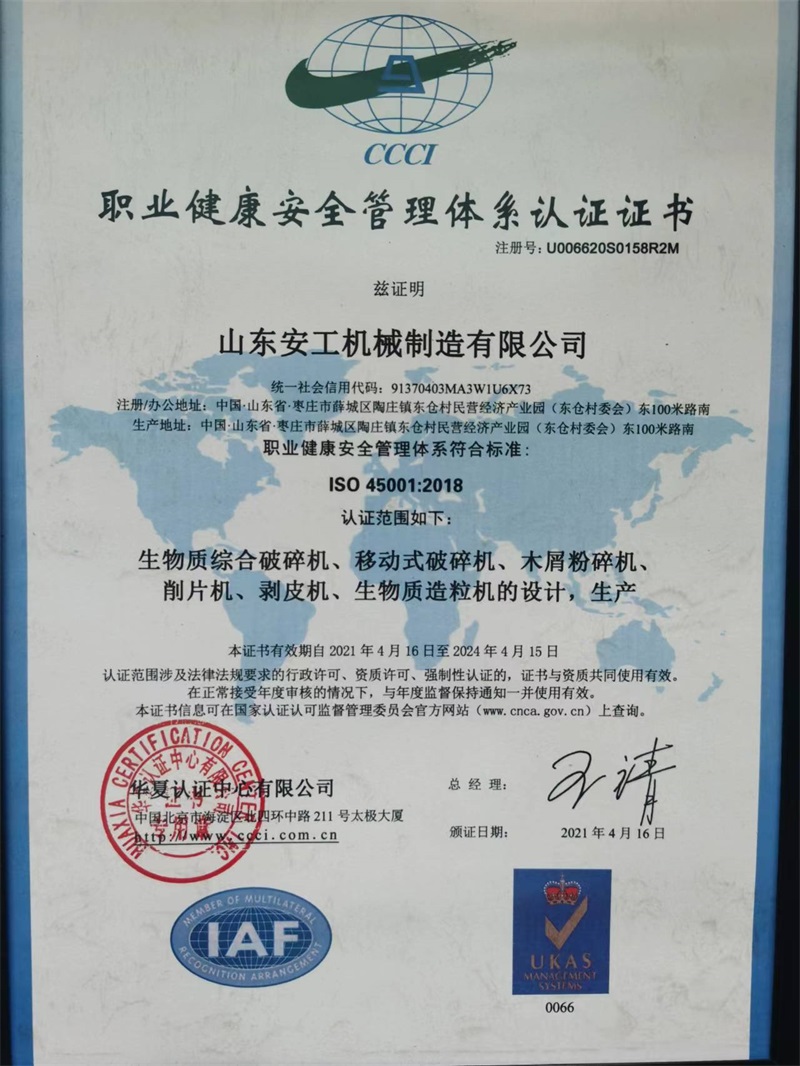 CCCI
职业健康安全管理体系认证证书
注册号：U006620S0158R2M
兹证明
山东安工机械制造有限公司
统一社会信用代码：91370403MA3W1U6X73
注册/办公地址：中国·山东省·枣庄市薛城区陶庄镇东仓村民营经济产业园（东仓村委会）东100米路南
生产地址：中国·山东省·枣庄市薛城区陶庄镇东仓村民营经济产业园（东仓村委会）东100米路南
职业健康安全管理体系符合标准：
ISO 45001:2018
认证范围如下：
生物质综合破碎机、移动式破碎机、木屑粉碎机、
削片机、剥皮机、生物质造粒机的设计，生产
本证书有效期自 2021 年 4 月 16 日至 2024 年 4 月 15 日
认证范围涉及法律法规要求的行政许可、资质许可、强制性认证的，证书与资质共同使用有效。
在正常接受年度审核的情况下，与年度监督保持通知一并使用有效。
本证书信息可在国家认证认可监督管理委员会官方网站（www.cnca.gov.cn）上查询。
HUAXIA CERTIFICATION CENTER INC.
华夏认证中心有限公司
专用章
华夏认证中心有限公司
中国北京市海淀区北四环中路 211 号太极大厦
http://www.ccci.com.cn
总 经 理：
颁证日期：
2021 年 4 月 16 日
MEMBER OF MULTILATERAL
IAF
RECOGNITION ARRANGEMENT
UKAS
MANAGEMENT
SYSTEMS
0066